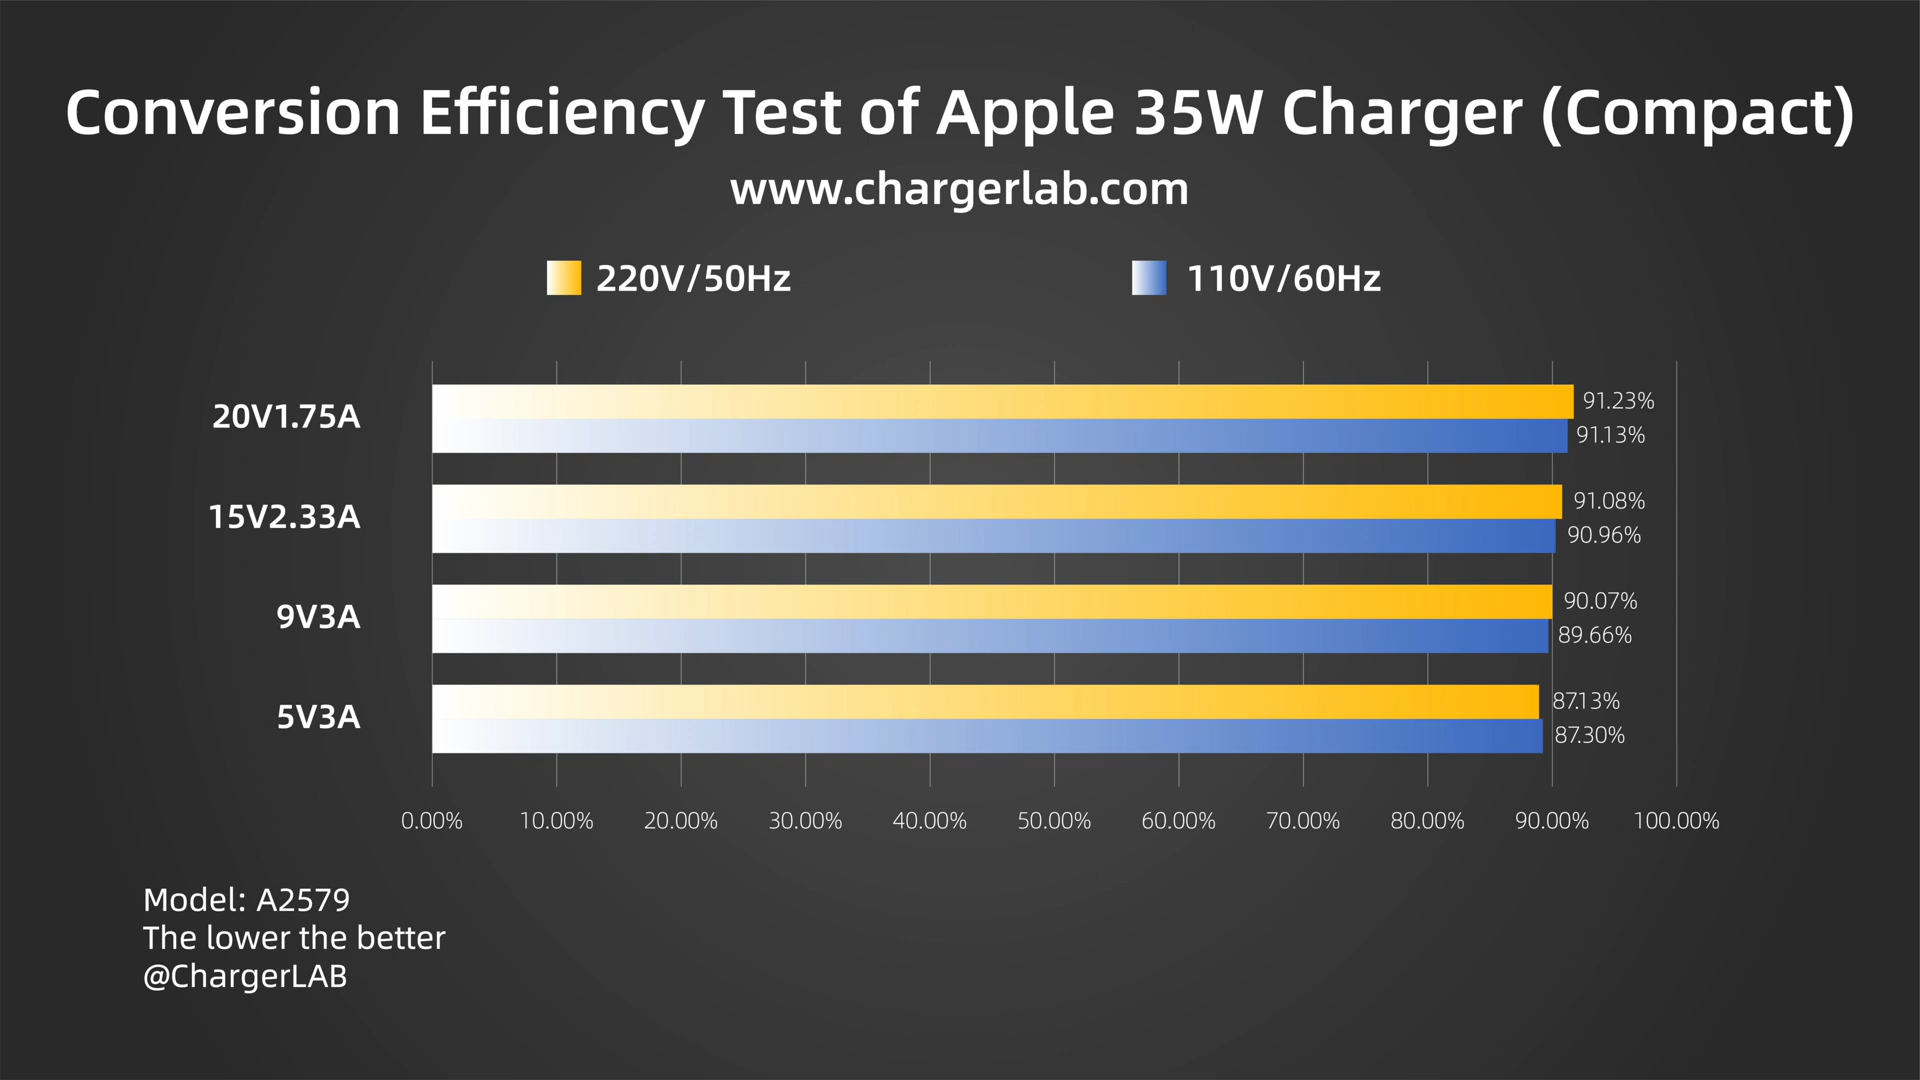 Conversion Efficiency Test of Apple 35W Charger (Compact)
www.chargerlab.com
220V/50Hz 110V/60Hz
20V1.75A 91.23%
91.13%
15V2.33A 91.08%
90.96%
9V3A 90.07%
89.66%
5V3A 87.13%
87.30%
0.00% 10.00% 20.00% 30.00% 40.00% 50.00% 60.00% 70.00% 80.00% 90.00% 100.00%
Model: A2579
The lower the better
@ChargerLAB